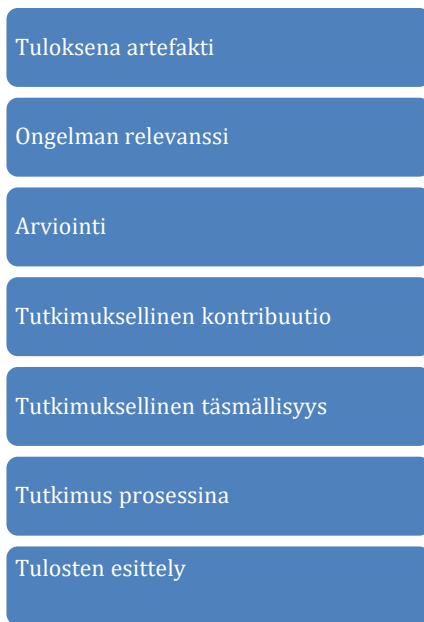 Tuloksena artefakti
Ongelman relevanssi
Arviointi
Tutkimuksellinen kontribuutio
Tutkimuksellinen täsmällisyys
Tutkimus prosessina
Tulosten esittely